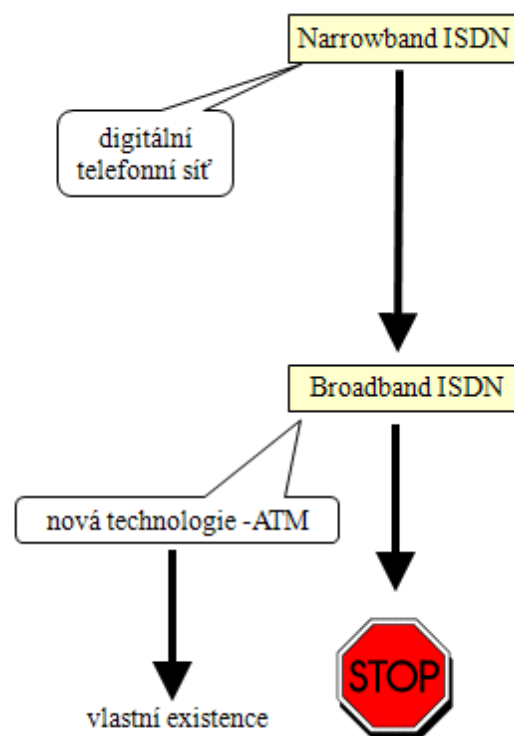 Narrowband ISDN
digitální
telefonní síť
Broadband ISDN
nová technologie -ATM
STOP
vlastní existence